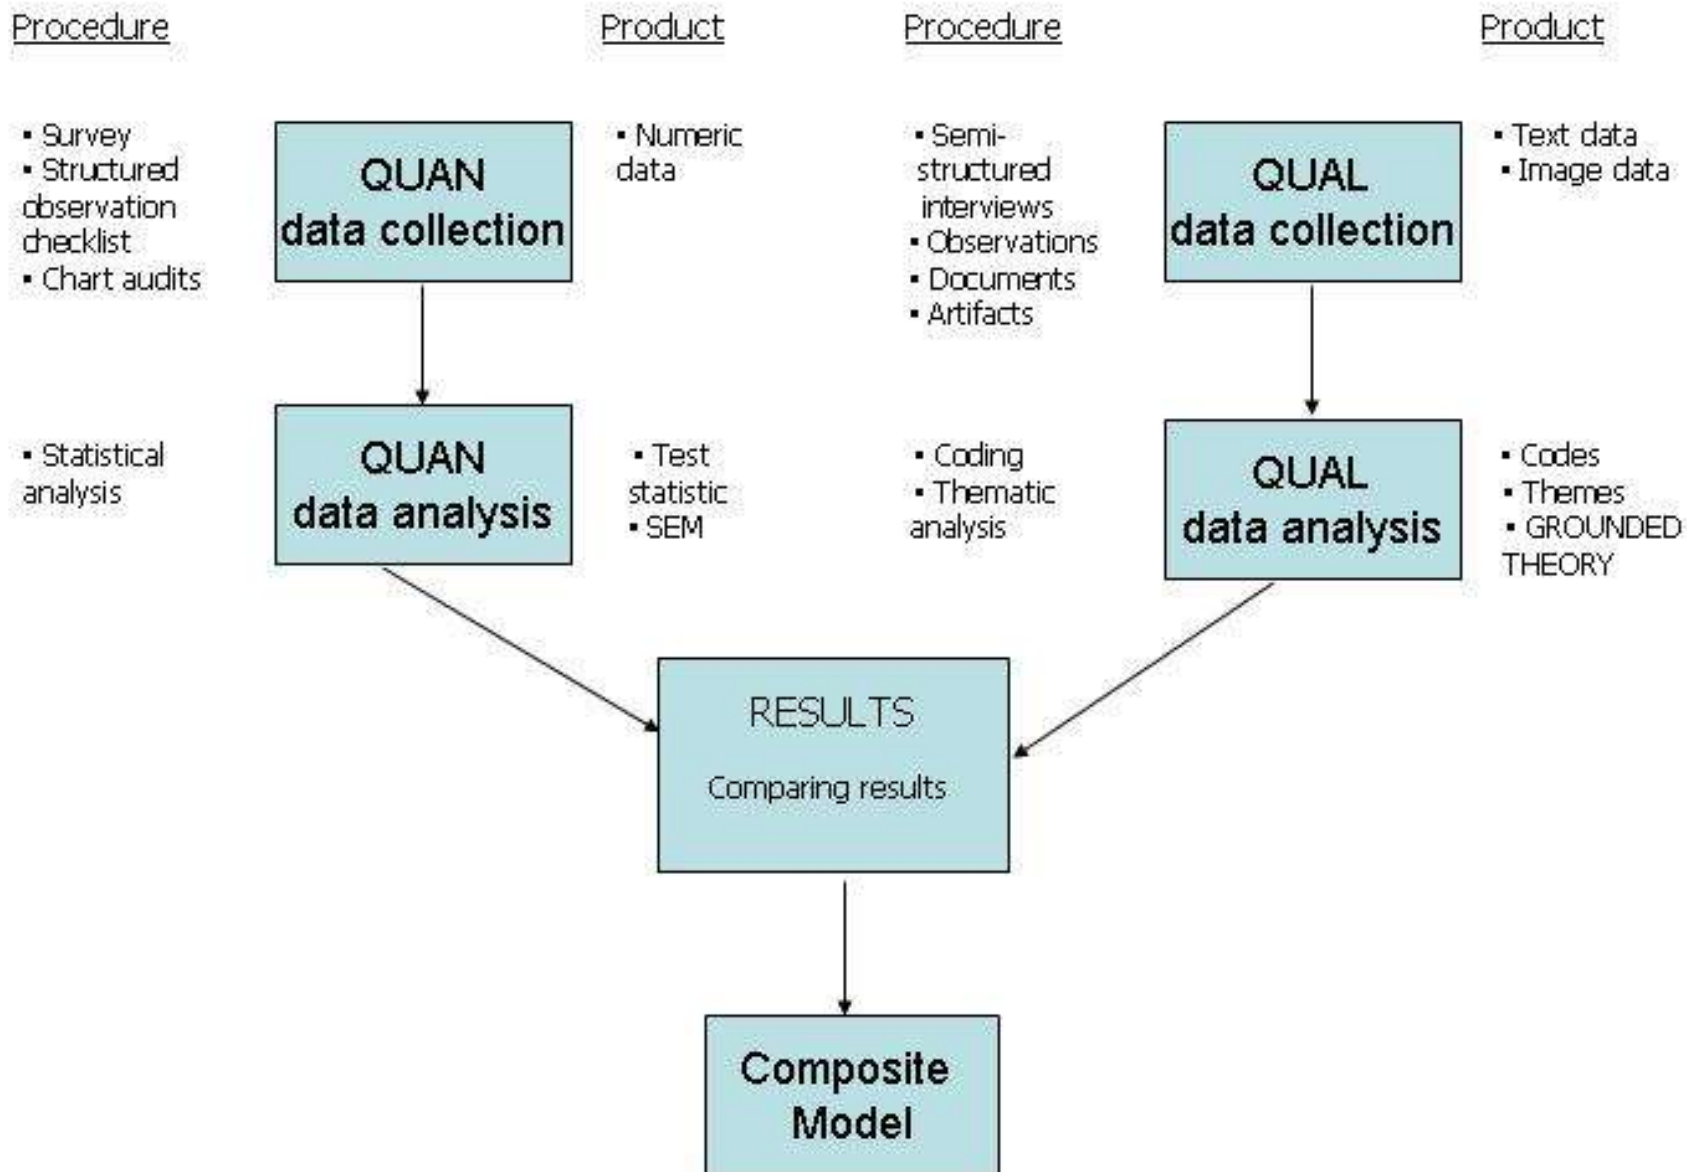 Procedure
Product
Procedure
Product
▪ Survey
▪ Structured
observation
checklist
▪ Chart audits
QUAN
data collection
▪ Numeric
data
▪ Semi-
structured
interviews
▪ Observations
▪ Documents
▪ Artifacts
QUAL
data collection
▪ Text data
▪ Image data
▪ Statistical
analysis
QUAN
data analysis
▪ Test
statistic
▪ SEM
▪ Coding
▪ Thematic
analysis
QUAL
data analysis
▪ Codes
▪ Themes
▪ GROUNDED
THEORY
RESULTS
Comparing results
Composite
Model